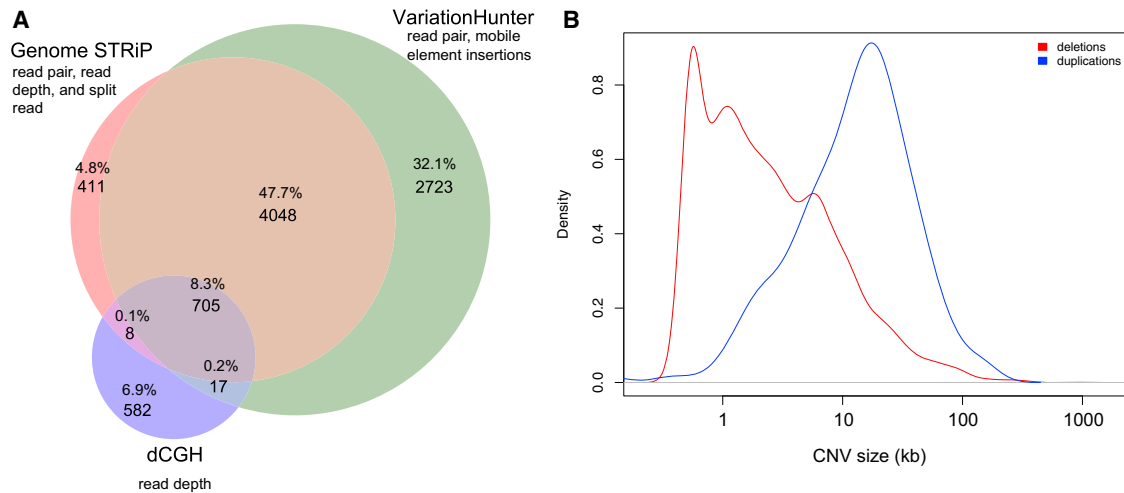 A
Genome STRiP
read pair, read
depth, and split
read
VariationHunter
read pair, mobile
element insertions
4.8%
411
47.7%
4048
32.1%
2723
8.3%
705
0.1%
8
0.2%
17
6.9%
582
dCGH
read depth
B
deletions
duplications
Density
0.8
0.6
0.4
0.2
0.0
1
10
100
1000
CNV size (kb)